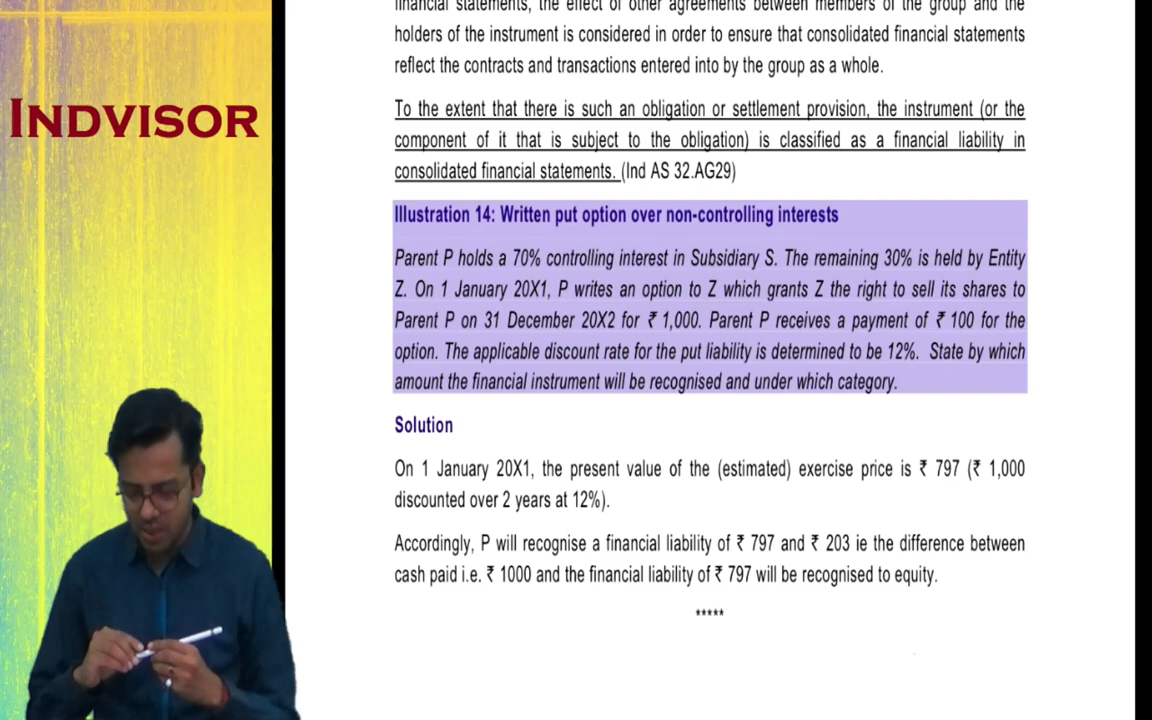 INDVISOR
financial statements, the effect of other agreements between members of the group and the
holders of the instrument is considered in order to ensure that consolidated financial statements
reflect the contracts and transactions entered into by the group as a whole.
To the extent that there is such an obligation or settlement provision, the instrument (or the
component of it that is subject to the obligation) is classified as a financial liability in
consolidated financial statements. (Ind AS 32.AG29)
Illustration 14: Written put option over non-controlling interests
Parent P holds a 70% controlling interest in Subsidiary S. The remaining 30% is held by Entity
Z. On 1 January 20X1, P writes an option to Z which grants Z the right to sell its shares to
Parent P on 31 December 20X2 for ₹ 1,000. Parent P receives a payment of ₹ 100 for the
option. The applicable discount rate for the put liability is determined to be 12%. State by which
amount the financial instrument will be recognised and under which category.
Solution
On 1 January 20X1, the present value of the (estimated) exercise price is ₹ 797 (₹ 1,000
discounted over 2 years at 12%).
Accordingly, P will recognise a financial liability of ₹ 797 and ₹ 203 ie the difference between
cash paid i.e. ₹ 1000 and the financial liability of ₹ 797 will be recognised to equity.
*****